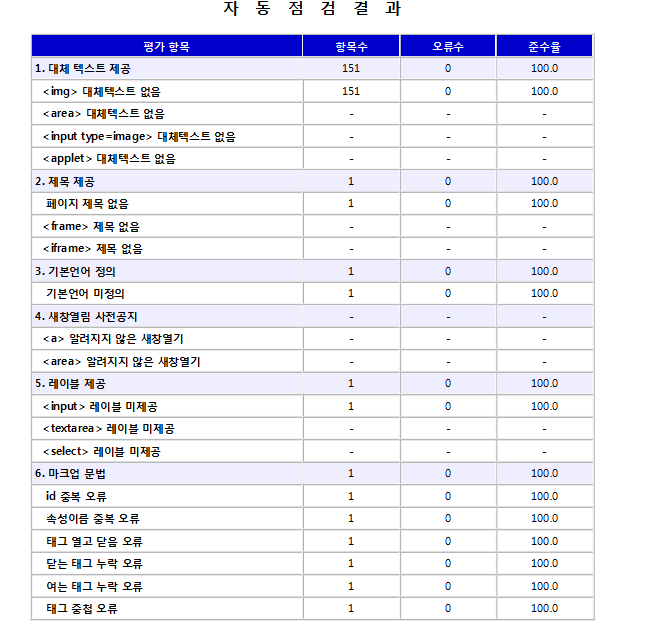 자 동 점 검 결 과
평가 항목 항목수 오류수 준수율
1. 대체 텍스트 제공 151 0 100.0
<img> 대체텍스트 없음 151 0 100.0
<area> 대체텍스트 없음 - - -
<input type=image> 대체텍스트 없음 - - -
<applet> 대체텍스트 없음 - - -
2. 제목 제공 1 0 100.0
페이지 제목 없음 1 0 100.0
<frame> 제목 없음 - - -
<iframe> 제목 없음 - - -
3. 기본언어 정의 1 0 100.0
기본언어 미정의 1 0 100.0
4. 새창열림 사전공지 - - -
<a> 알려지지 않은 새창열기 - - -
<area> 알려지지 않은 새창열기 - - -
5. 레이블 제공 1 0 100.0
<input> 레이블 미제공 1 0 100.0
<textarea> 레이블 미제공 - - -
<select> 레이블 미제공 - - -
6. 마크업 문법 1 0 100.0
id 중복 오류 1 0 100.0
속성이름 중복 오류 1 0 100.0
태그 열고 닫음 오류 1 0 100.0
닫는 태그 누락 오류 1 0 100.0
여는 태그 누락 오류 1 0 100.0
태그 중첩 오류 1 0 100.0